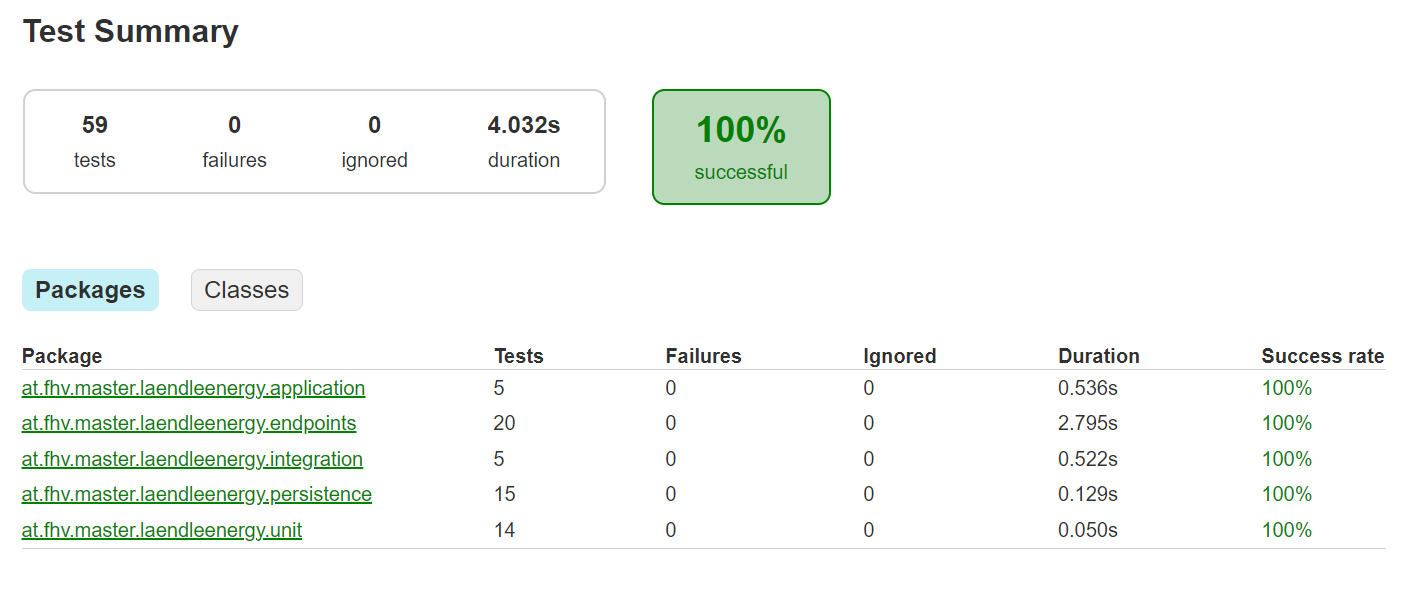 Test Summary
59 0 0 4.032s
tests failures ignored duration
100%
successful
Packages Classes
Package Tests Failures Ignored Duration Success rate
at.fhv.master.laendleenergy.application 5 0 0 0.536s 100%
at.fhv.master.laendleenergy.endpoints 20 0 0 2.795s 100%
at.fhv.master.laendleenergy.integration 5 0 0 0.522s 100%
at.fhv.master.laendleenergy.persistence 15 0 0 0.129s 100%
at.fhv.master.laendleenergy.unit 14 0 0 0.050s 100%